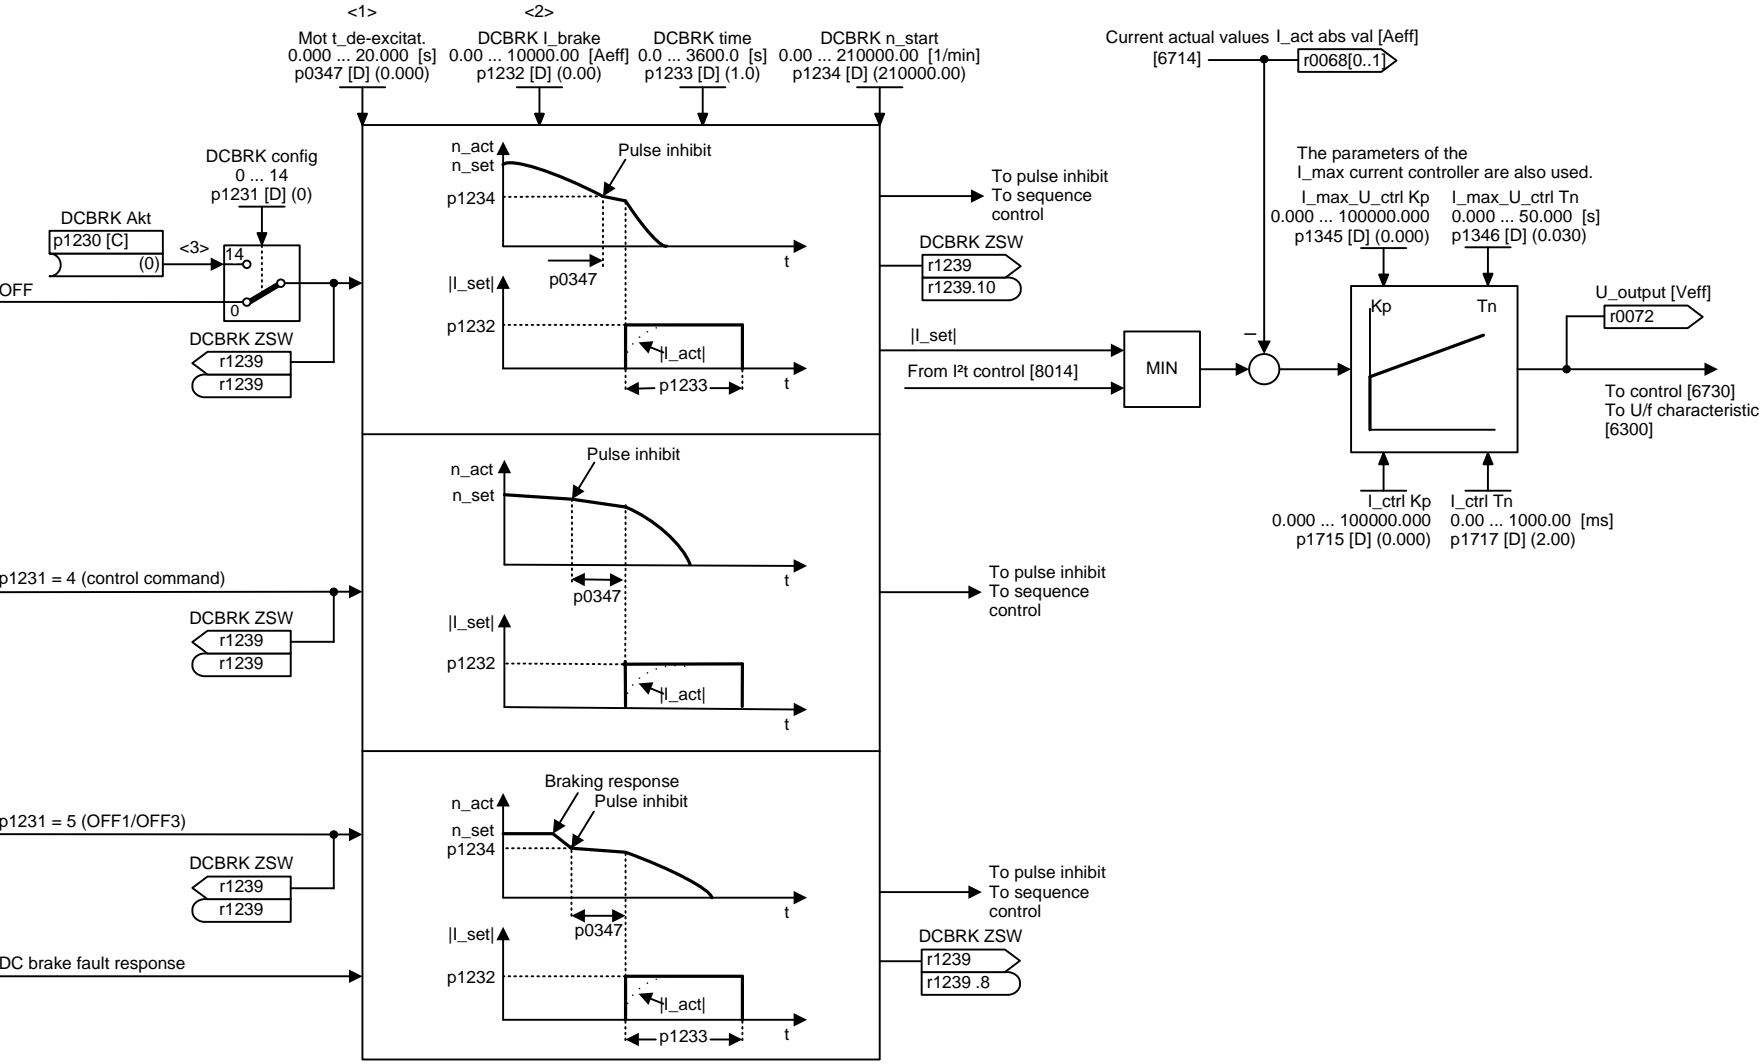 <1>
Mot t_de-excitat.
0.000 ... 20.000 [s]
p0347 [D] (0.000)
<2>
DCBRK I_brake
0.00 ... 10000.00 [Aeff]
p1232 [D] (0.00)
DCBRK time
0.0 ... 3600.0 [s]
p1233 [D] (1.0)
DCBRK n_start
0.00 ... 210000.00 [1/min]
p1234 [D] (210000.00)
Current actual values
[6714]
I_act abs val [Aeff]
r0068[0..1]
DCBRK config
0 ... 14
p1231 [D] (0)
DCBRK Akt
p1230 [C]
(0)
<3>
14
0
OFF
DCBRK ZSW
r1239
r1239
n_act
n_set
p1234
Pulse inhibit
t
p0347
|I_set|
p1232
|I_act|
t
p1233
To pulse inhibit
To sequence
control
DCBRK ZSW
r1239
r1239.10
|I_set|
From I²t control [8014]
MIN
–
The parameters of the
I_max current controller are also used.
I_max_U_ctrl Kp
0.000 ... 100000.000
p1345 [D] (0.000)
I_max_U_ctrl Tn
0.000 ... 50.000 [s]
p1346 [D] (0.030)
Kp
Tn
U_output [Veff]
r0072
To control [6730]
To U/f characteristic
[6300]
I_ctrl Kp
0.000 ... 100000.000
p1715 [D] (0.000)
I_ctrl Tn
0.00 ... 1000.00 [ms]
p1717 [D] (2.00)
p1231 = 4 (control command)
DCBRK ZSW
r1239
r1239
Pulse inhibit
n_act
n_set
t
p0347
|I_set|
p1232
|I_act|
t
To pulse inhibit
To sequence
control
p1231 = 5 (OFF1/OFF3)
DCBRK ZSW
r1239
r1239
DC brake fault response
Braking response
Pulse inhibit
n_act
n_set
p1234
t
p0347
|I_set|
p1232
|I_act|
t
p1233
To pulse inhibit
To sequence
control
DCBRK ZSW
r1239
r1239 .8